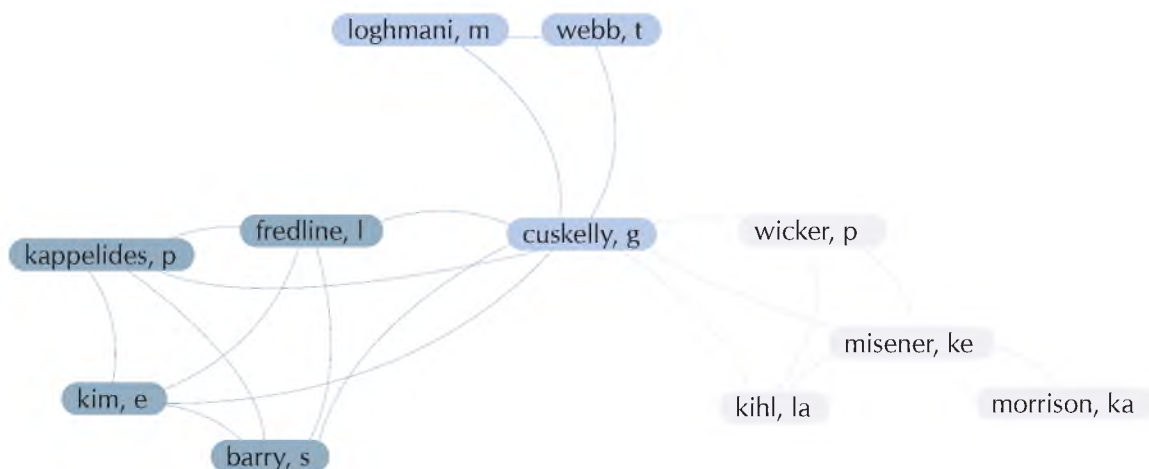 loghmani, m
webb, t
fredline, l
cuskelly, g
wicker, p
kappelides, p
misener, ke
kim, e
kihl, la
morrison, ka
barry, s